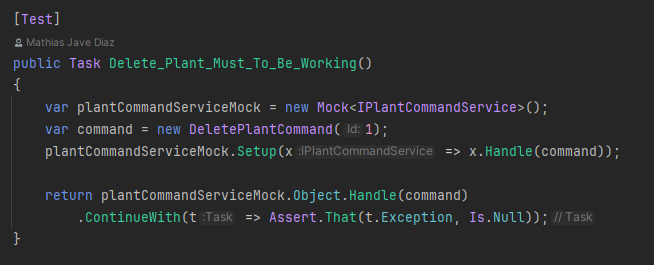 [Test]
Mathias Jave Diaz
public Task Delete_Plant_Must_To_Be_Working()
{
var plantCommandServiceMock = new Mock<IPlantCommandService>();
var command = new DeletePlantCommand( Id: 1);
plantCommandServiceMock.Setup(x :IPlantCommandService => x.Handle(command));
return plantCommandServiceMock.Object.Handle(command)
.ContinueWith(t :Task => Assert.That(t.Exception, Is.Null)); // Task
}